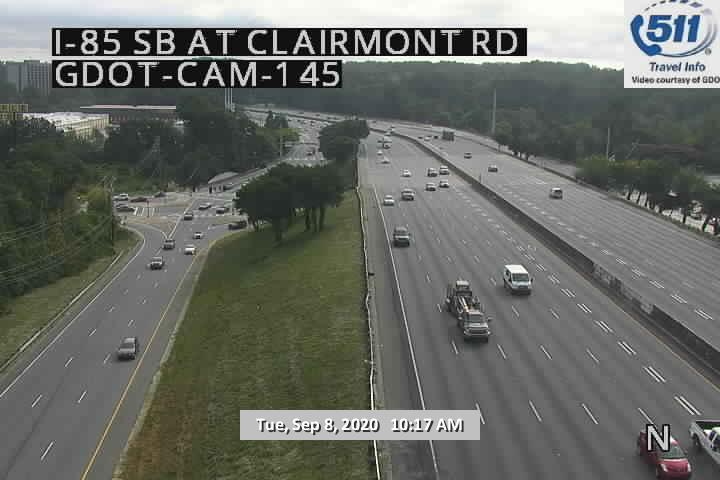 I-85 SB AT CLAIRMONT RD
GDOT-CAM-145
511
Travel Info
Video courtesy of GDO
Tue, Sep 8, 2020 10:17 AM
N